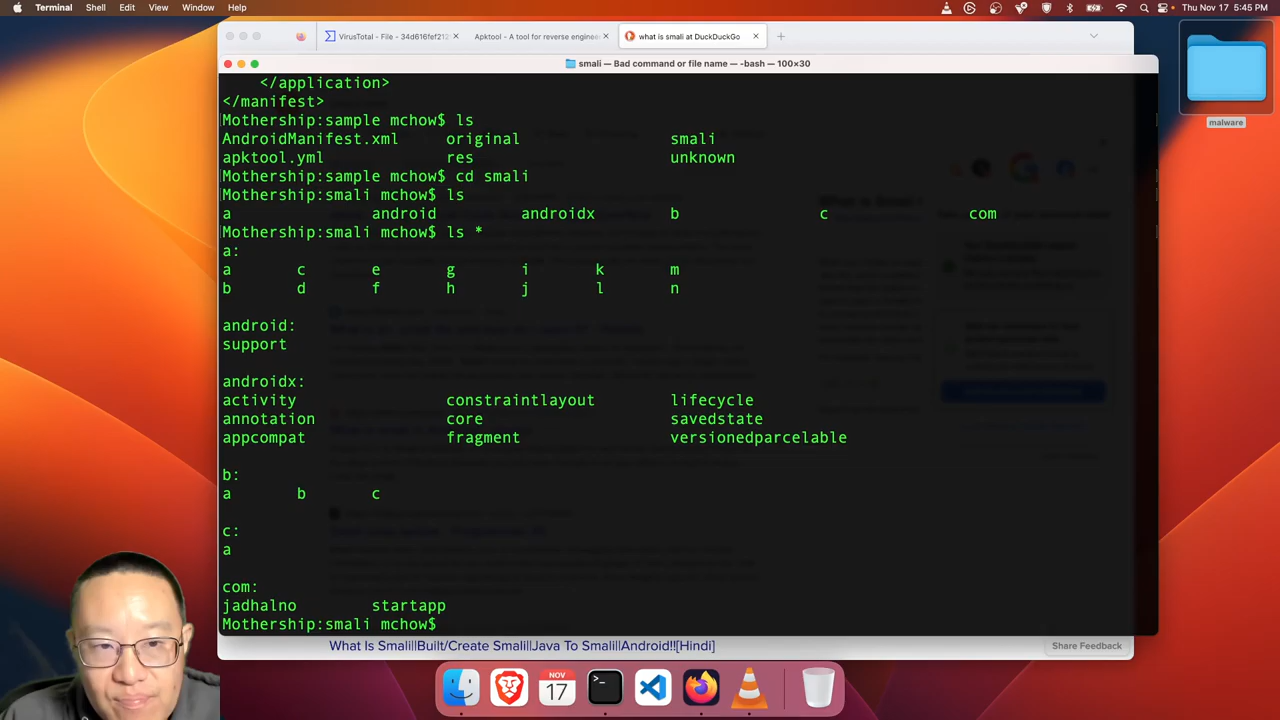 Terminal Shell Edit View Window Help Thu Nov 17 5:45 PM
VirusTotal - File - 34d616fef212 Apktool - A tool for reverse enginee what is smali at DuckDuckGo
smali — Bad command or file name — -bash — 100×30
</application>
</manifest>
Mothership:sample mchow$ ls
AndroidManifest.xml original smali
apktool.yml res unknown
Mothership:sample mchow$ cd smali
Mothership:smali mchow$ ls
a android androidx b c com
Mothership:smali mchow$ ls *
a:
a c e g i k m
b d f h j l n
android:
support
androidx:
activity constraintlayout lifecycle
annotation core savedstate
appcompat fragment versionedparcelable
b:
a b c
c:
a
com:
jadhalno startapp
Mothership:smali mchow$
What Is Smali||Built/Create Smali||Java To Smali||Android!![Hindi]
Share Feedback
malware
NOV
17